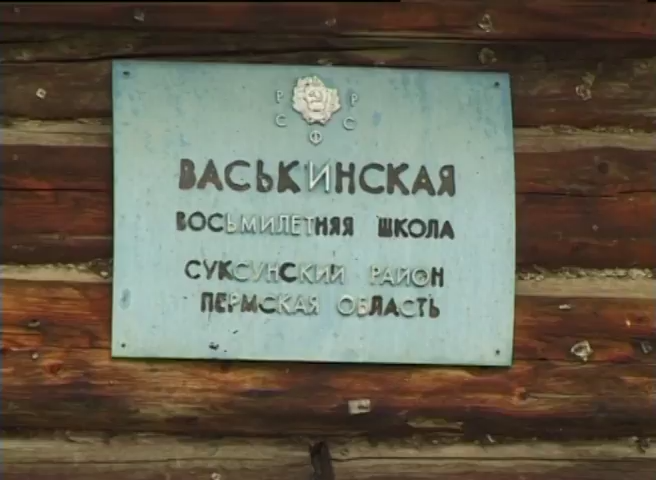 Р Р
С С
Ф
ВАСЬКИНСКАЯ
ВОСЬМИЛЕТНЯЯ ШКОЛА
СУКСУНСКИЙ РАЙОН
ПЕРМСКАЯ ОБЛАСТЬ